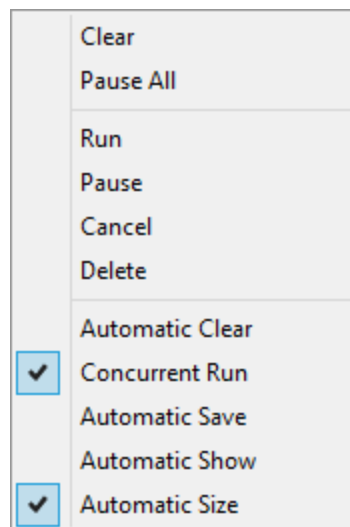 Clear
Pause All
Run
Pause
Cancel
Delete
Automatic Clear
Concurrent Run
Automatic Save
Automatic Show
Automatic Size